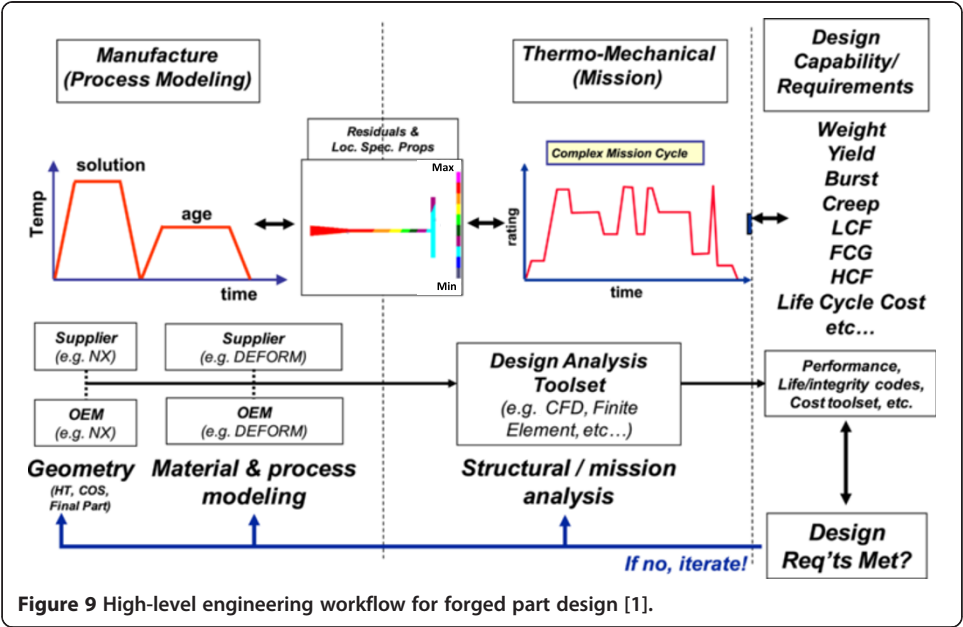 Manufacture
(Process Modeling)
Thermo-Mechanical
(Mission)
Design
Capability/
Requirements
Residuals &
Loc. Spec. Props
Max
Min
solution
age
Temp
time
Complex Mission Cycle
rating
time
Weight
Yield
Burst
Creep
LCF
FCG
HCF
Life Cycle Cost
etc...
Supplier
(e.g. NX)
Supplier
(e.g. DEFORM)
OEM
(e.g. NX)
OEM
(e.g. DEFORM)
Design Analysis
Toolset
(e.g. CFD, Finite
Element, etc...)
Performance,
Life/integrity codes,
Cost toolset, etc.
Geometry
(HT, COS,
Final Part)
Material & process
modeling
Structural / mission
analysis
If no, iterate!
Design
Req'ts Met?
Figure 9 High-level engineering workflow for forged part design [1].